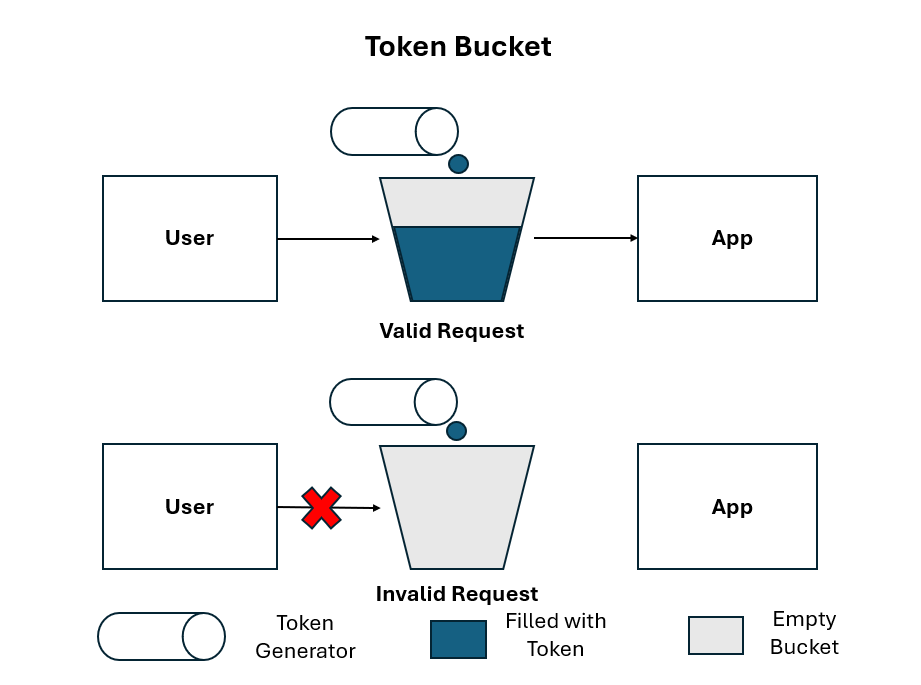 Token Bucket
User
App
Valid Request
User
App
Invalid Request
Token
Generator
Filled with
Token
Empty
Bucket